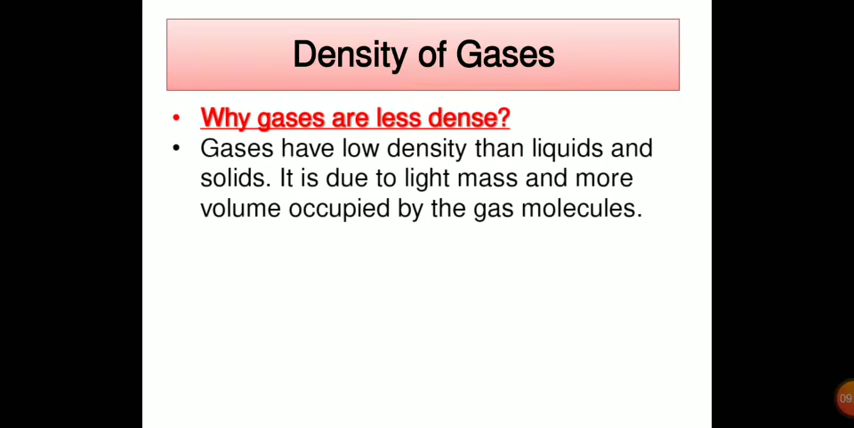 Density of Gases
• Why gases are less dense?
• Gases have low density than liquids and
solids. It is due to light mass and more
volume occupied by the gas molecules.
09